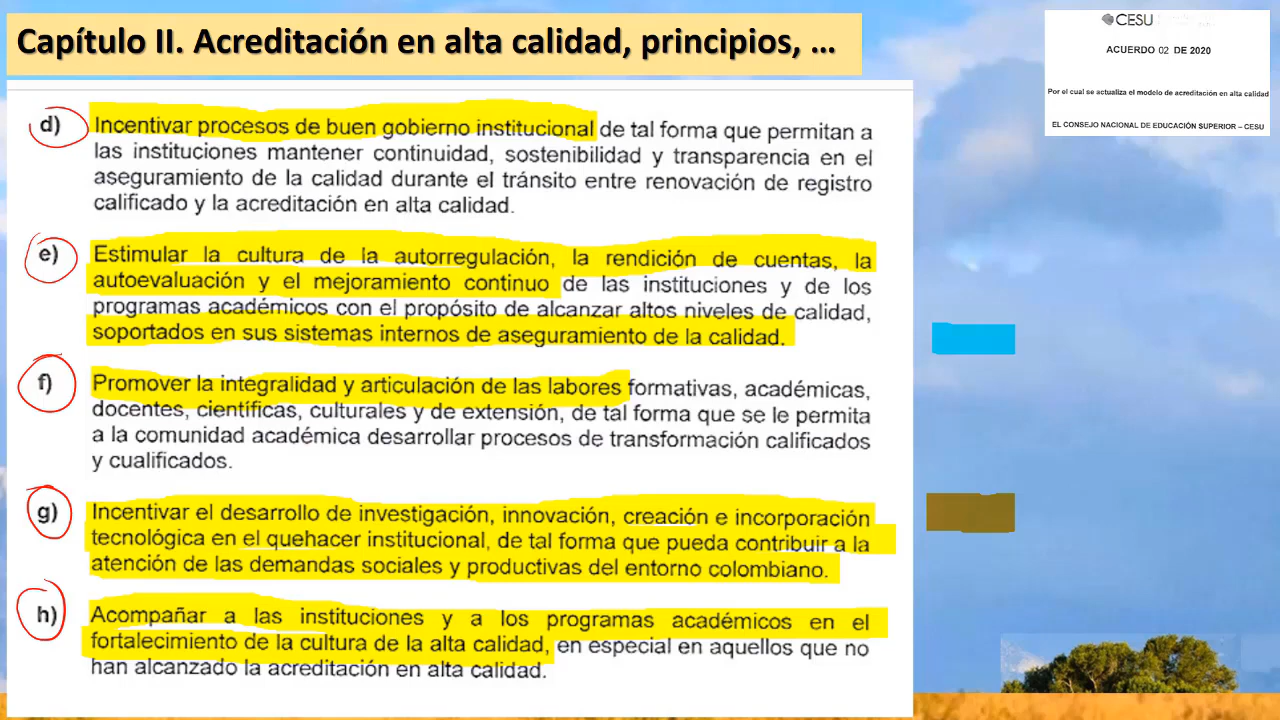 Capítulo II. Acreditación en alta calidad, principios, ...
CESU
ACUERDO 02 DE 2020
Por el cual se actualiza el modelo de acreditación en alta calidad
EL CONSEJO NACIONAL DE EDUCACIÓN SUPERIOR – CESU
d) Incentivar procesos de buen gobierno institucional de tal forma que permitan a
las instituciones mantener continuidad, sostenibilidad y transparencia en el
aseguramiento de la calidad durante el tránsito entre renovación de registro
calificado y la acreditación en alta calidad.
e) Estimular la cultura de la autorregulación, la rendición de cuentas, la
autoevaluación y el mejoramiento continuo de las instituciones y de los
programas académicos con el propósito de alcanzar altos niveles de calidad,
soportados en sus sistemas internos de aseguramiento de la calidad.
f) Promover la integralidad y articulación de las labores formativas, académicas,
docentes, científicas, culturales y de extensión, de tal forma que se le permita
a la comunidad académica desarrollar procesos de transformación calificados
y cualificados.
g) Incentivar el desarrollo de investigación, innovación, creación e incorporación
tecnológica en el quehacer institucional, de tal forma que pueda contribuir a la
atención de las demandas sociales y productivas del entorno colombiano.
h) Acompañar a las instituciones y a los programas académicos en el
fortalecimiento de la cultura de la alta calidad, en especial en aquellos que no
han alcanzado la acreditación en alta calidad.